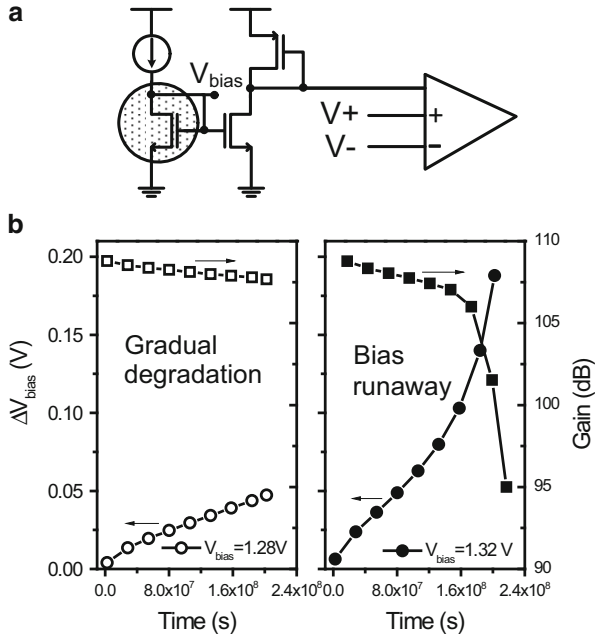 a
V_bias
V+
V-
+
−
b
0.20
0.15
0.10
0.05
0.00
ΔV_bias (V)
Gradual
degradation
V_bias=1.28V
0.0
8.0x10^7
1.6x10^8
2.4x10^8
Time (s)
Bias
runaway
V_bias=1.32 V
0.0
8.0x10^7
1.6x10^8
2.4x10^8
Time (s)
110
105
100
95
90
Gain (dB)